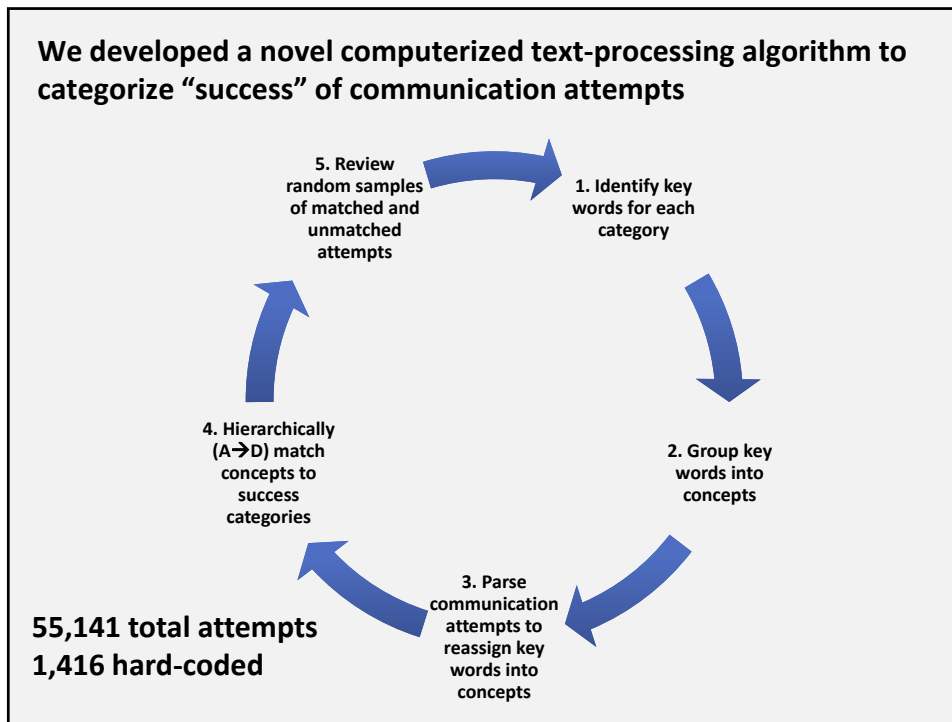 We developed a novel computerized text-processing algorithm to
categorize “success” of communication attempts
1. Identify key
words for each
category
2. Group key
words into
concepts
3. Parse
communication
attempts to
reassign key
words into
concepts
4. Hierarchically
(A→D) match
concepts to
success
categories
5. Review
random samples
of matched and
unmatched
attempts
55,141 total attempts
1,416 hard-coded